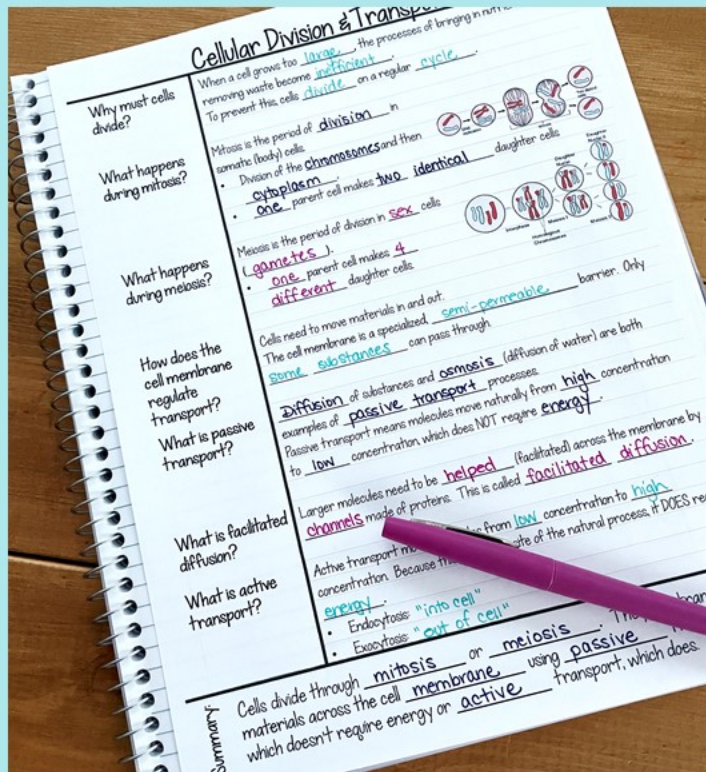 Cellular Division & 
Why must cells divide?
When a cell grows too large, the processes of bringing in
removing waste become inefficient.
To prevent this, cells divide on a regular cycle.
What happens during mitosis?
Mitosis is the period of division in
somatic (body) cells.
• Division of the chromosomes and then
cytoplasm.
• one parent cell makes two identical daughter cells
What happens during meiosis?
Meiosis is the period of division in sex cells
(gametes).
• one parent cell makes 4
different daughter cells
How does the cell membrane regulate transport?
Cells need to move materials in and out.
The cell membrane is a specialized, semi-permeable barrier. Only
some substances can pass through.
What is passive transport?
Diffusion of substances and osmosis (diffusion of water) are both
examples of passive transport processes.
Passive transport means molecules move naturally from high concentration
to low concentration, which does NOT require energy.
What is facilitated diffusion?
Larger molecules need to be helped (facilitated) across the membrane by
channels made of proteins. This is called facilitated diffusion.
What is active transport?
Active transport from low concentration to high
concentration. Because of the natural process, it DOES
energy.
• Endocytosis: "into cell"
• Exocytosis: "out of cell"
Summary:
Cells divide through mitosis or meiosis.
materials across the cell membrane using passive
which doesn't require energy or active transport, which does.